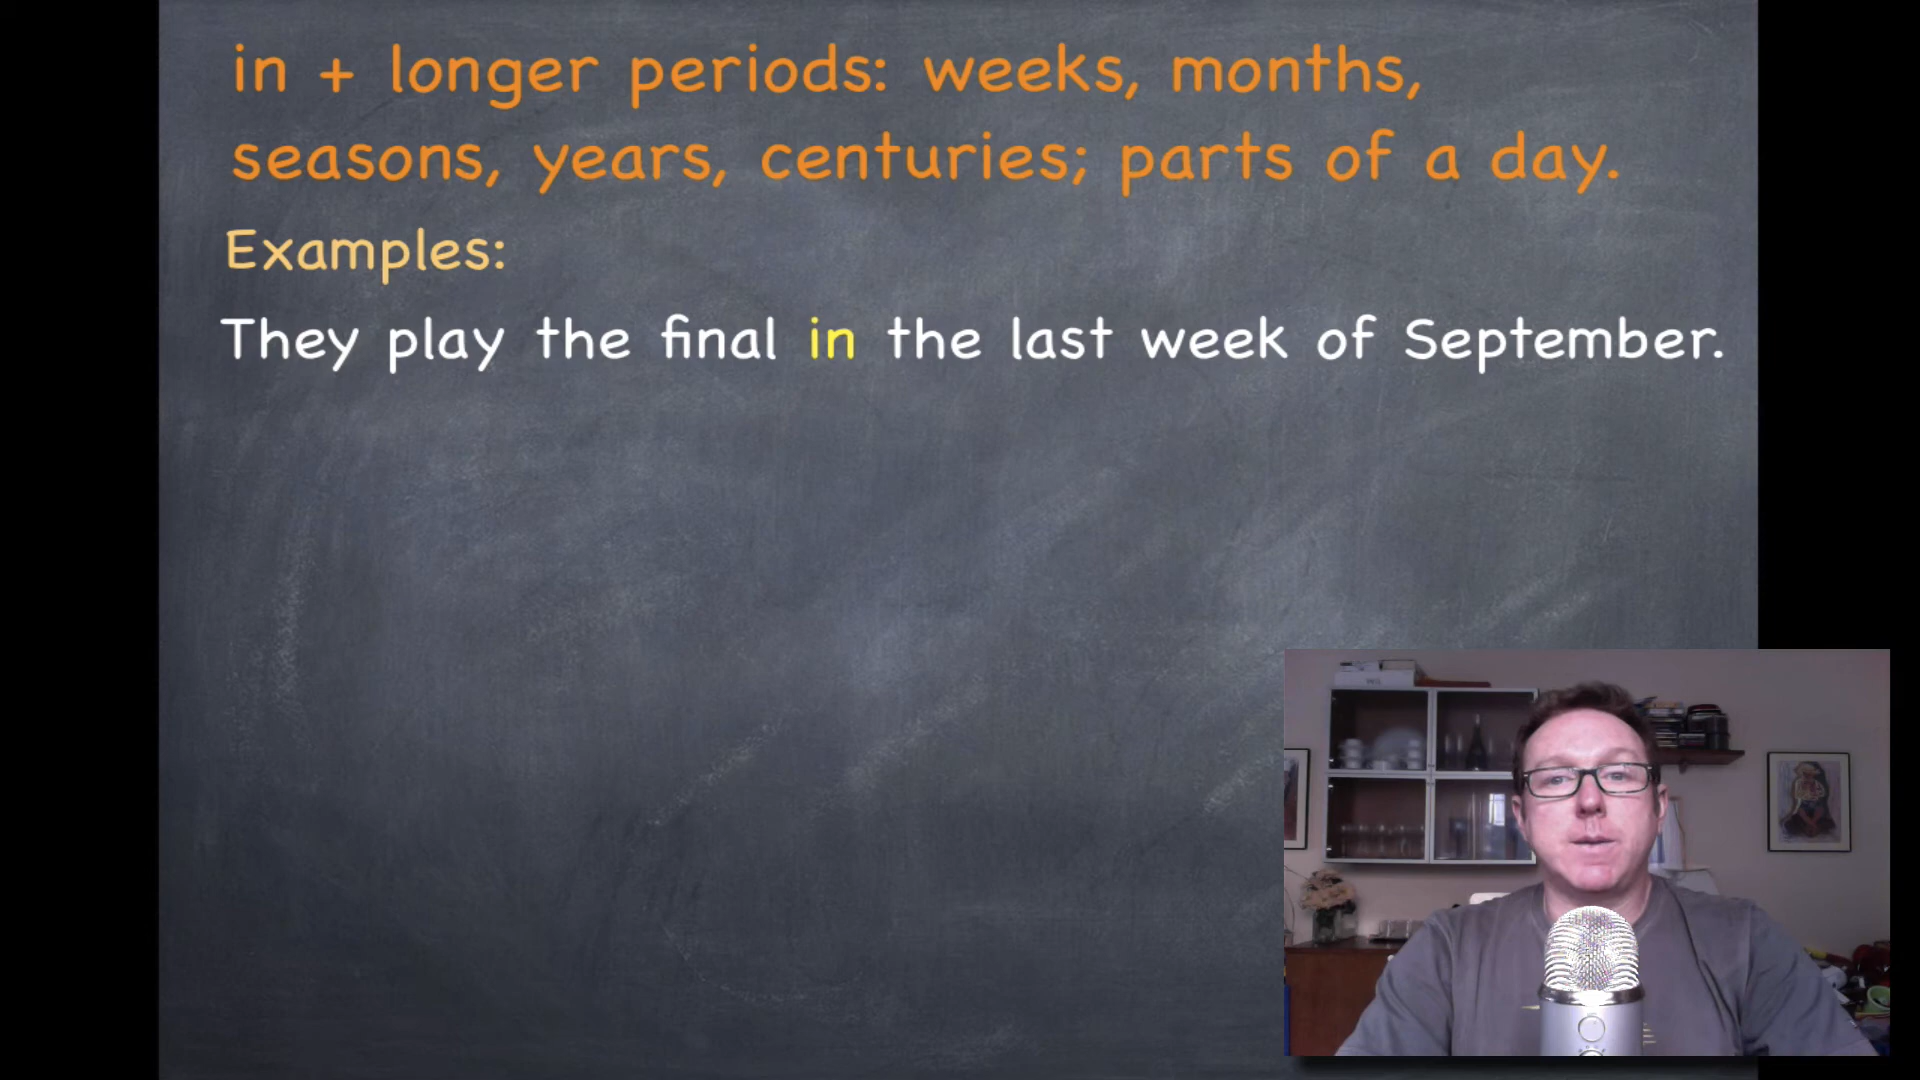 in + longer periods: weeks, months,
seasons, years, centuries; parts of a day.
Examples:
They play the final in the last week of September.